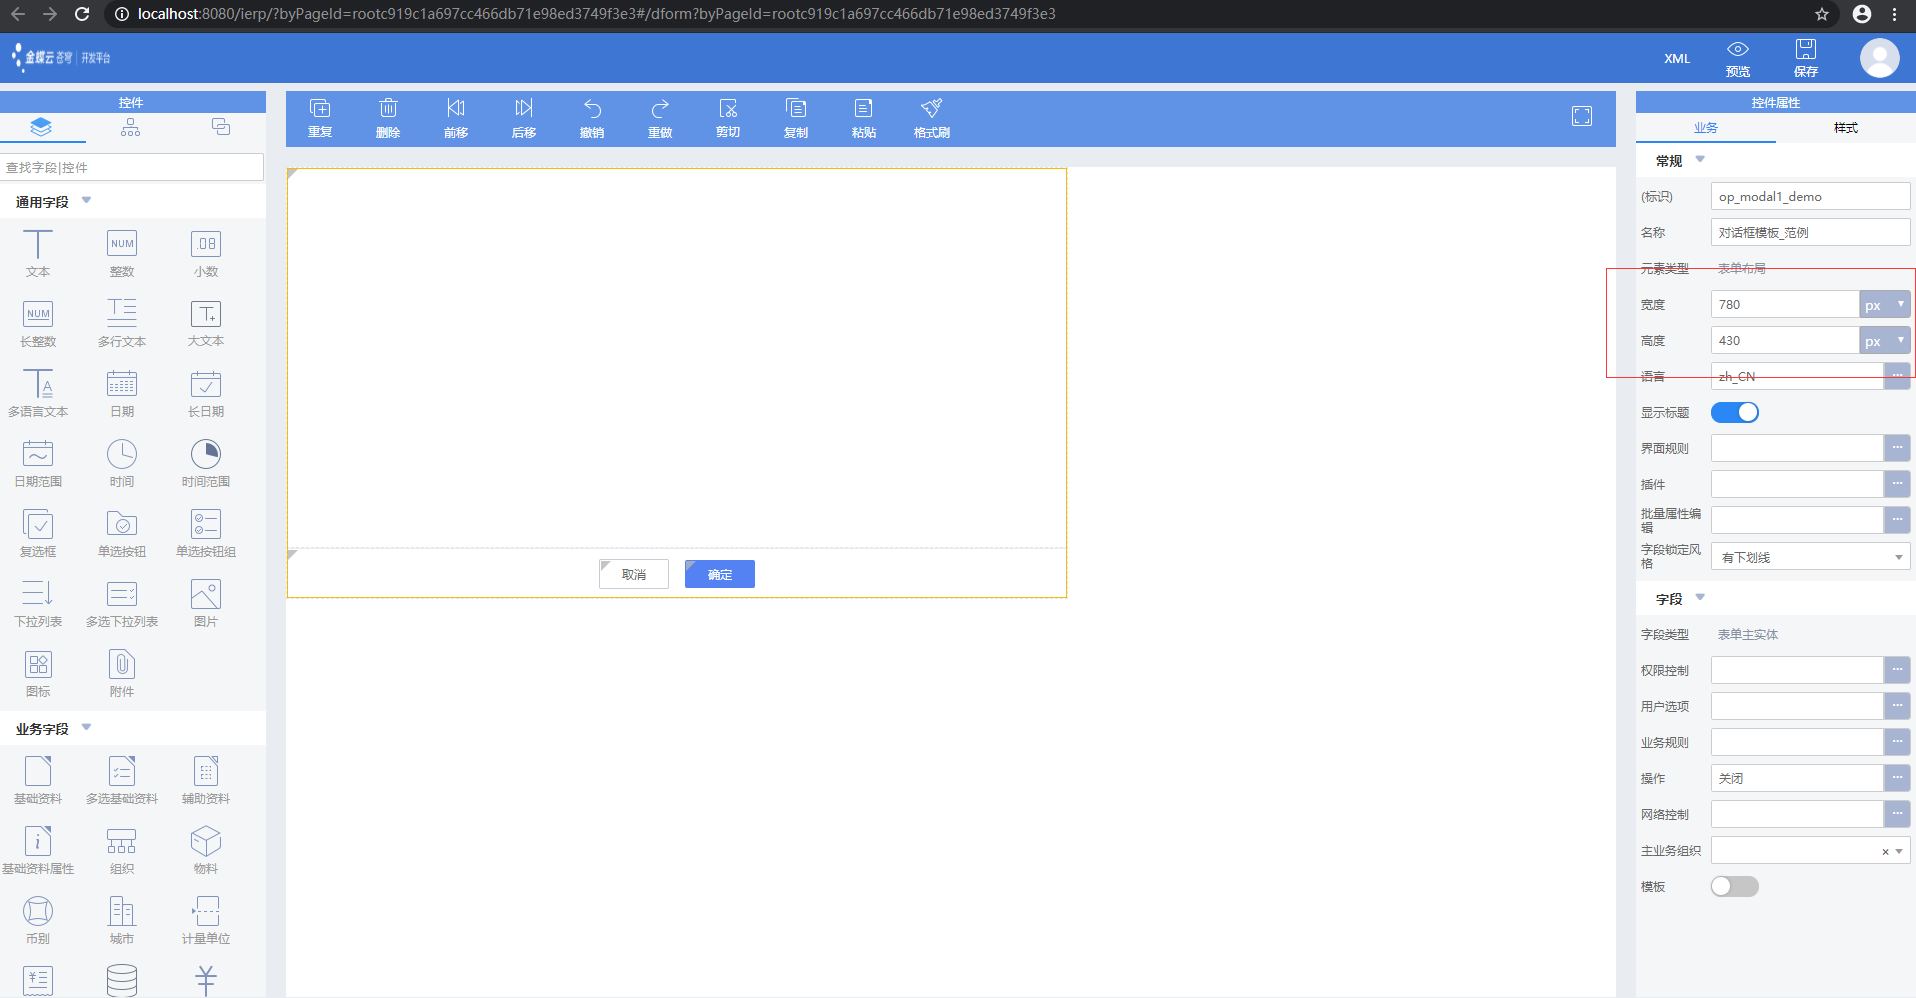 localhost:8080/ierp/?byPageId=rootc919c1a697cc466db71e98ed3749f3e3#/dform?byPageId=rootc919c1a697cc466db71e98ed3749f3e3
金蝶云 苍穹 | 开发平台
XML
预览
保存
控件
查找字段|控件
通用字段
文本
NUM
整数
.08
小数
NUM
长整数
多行文本
大文本
多语言文本
日期
长日期
日期范围
时间
时间范围
复选框
单选按钮
单选按钮组
下拉列表
多选下拉列表
图片
图标
附件
业务字段
基础资料
多选基础资料
辅助资料
基础资料属性
组织
物料
币别
城市
计量单位
重复
删除
前移
后移
撤销
重做
剪切
复制
粘贴
格式刷
取消
确定
控件属性
业务
样式
常规
(标识)
op_modal1_demo
名称
对话框模板_范例
元素类型
表单布局
宽度
780
px
高度
430
px
语言
zh_CN
显示标题
界面规则
插件
批量属性编
辑
字段锁定风
格
有下划线
字段
字段类型
表单主实体
权限控制
用户选项
业务规则
操作
关闭
网络控制
主业务组织
模板